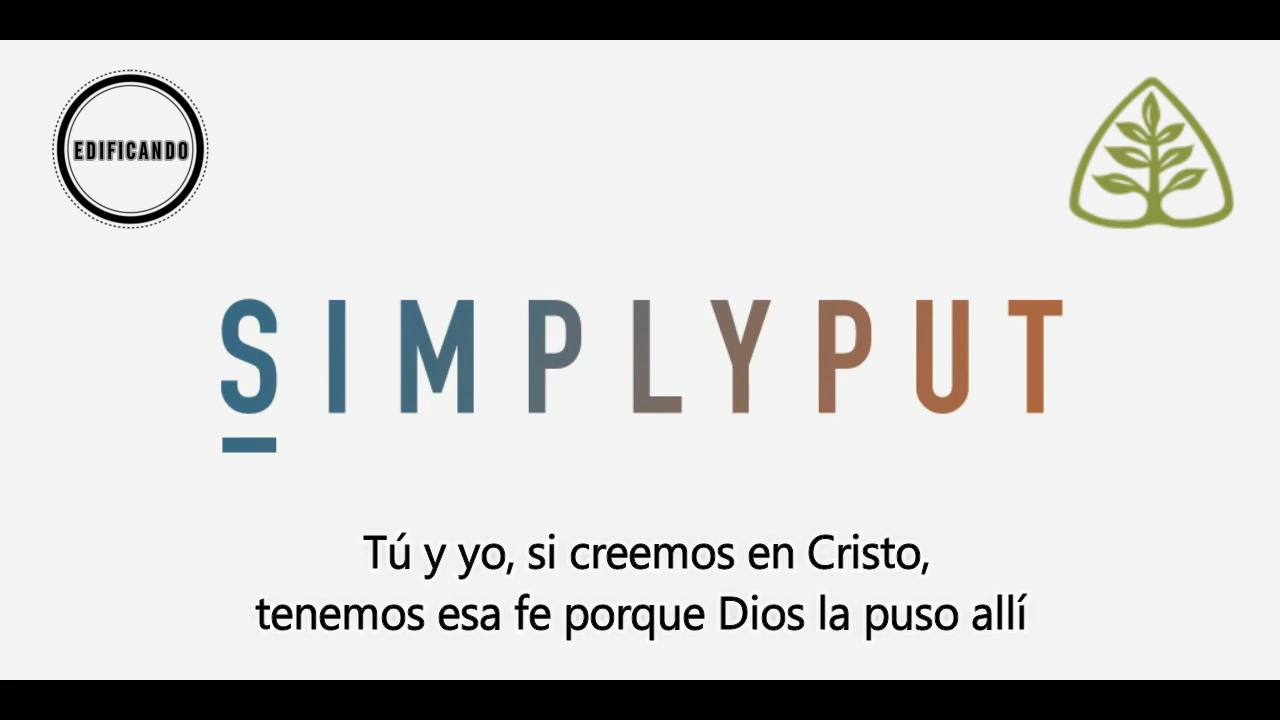 EDIFICANDO
SIMPLYPUT
Tú y yo, si creemos en Cristo,
tenemos esa fe porque Dios la puso allí